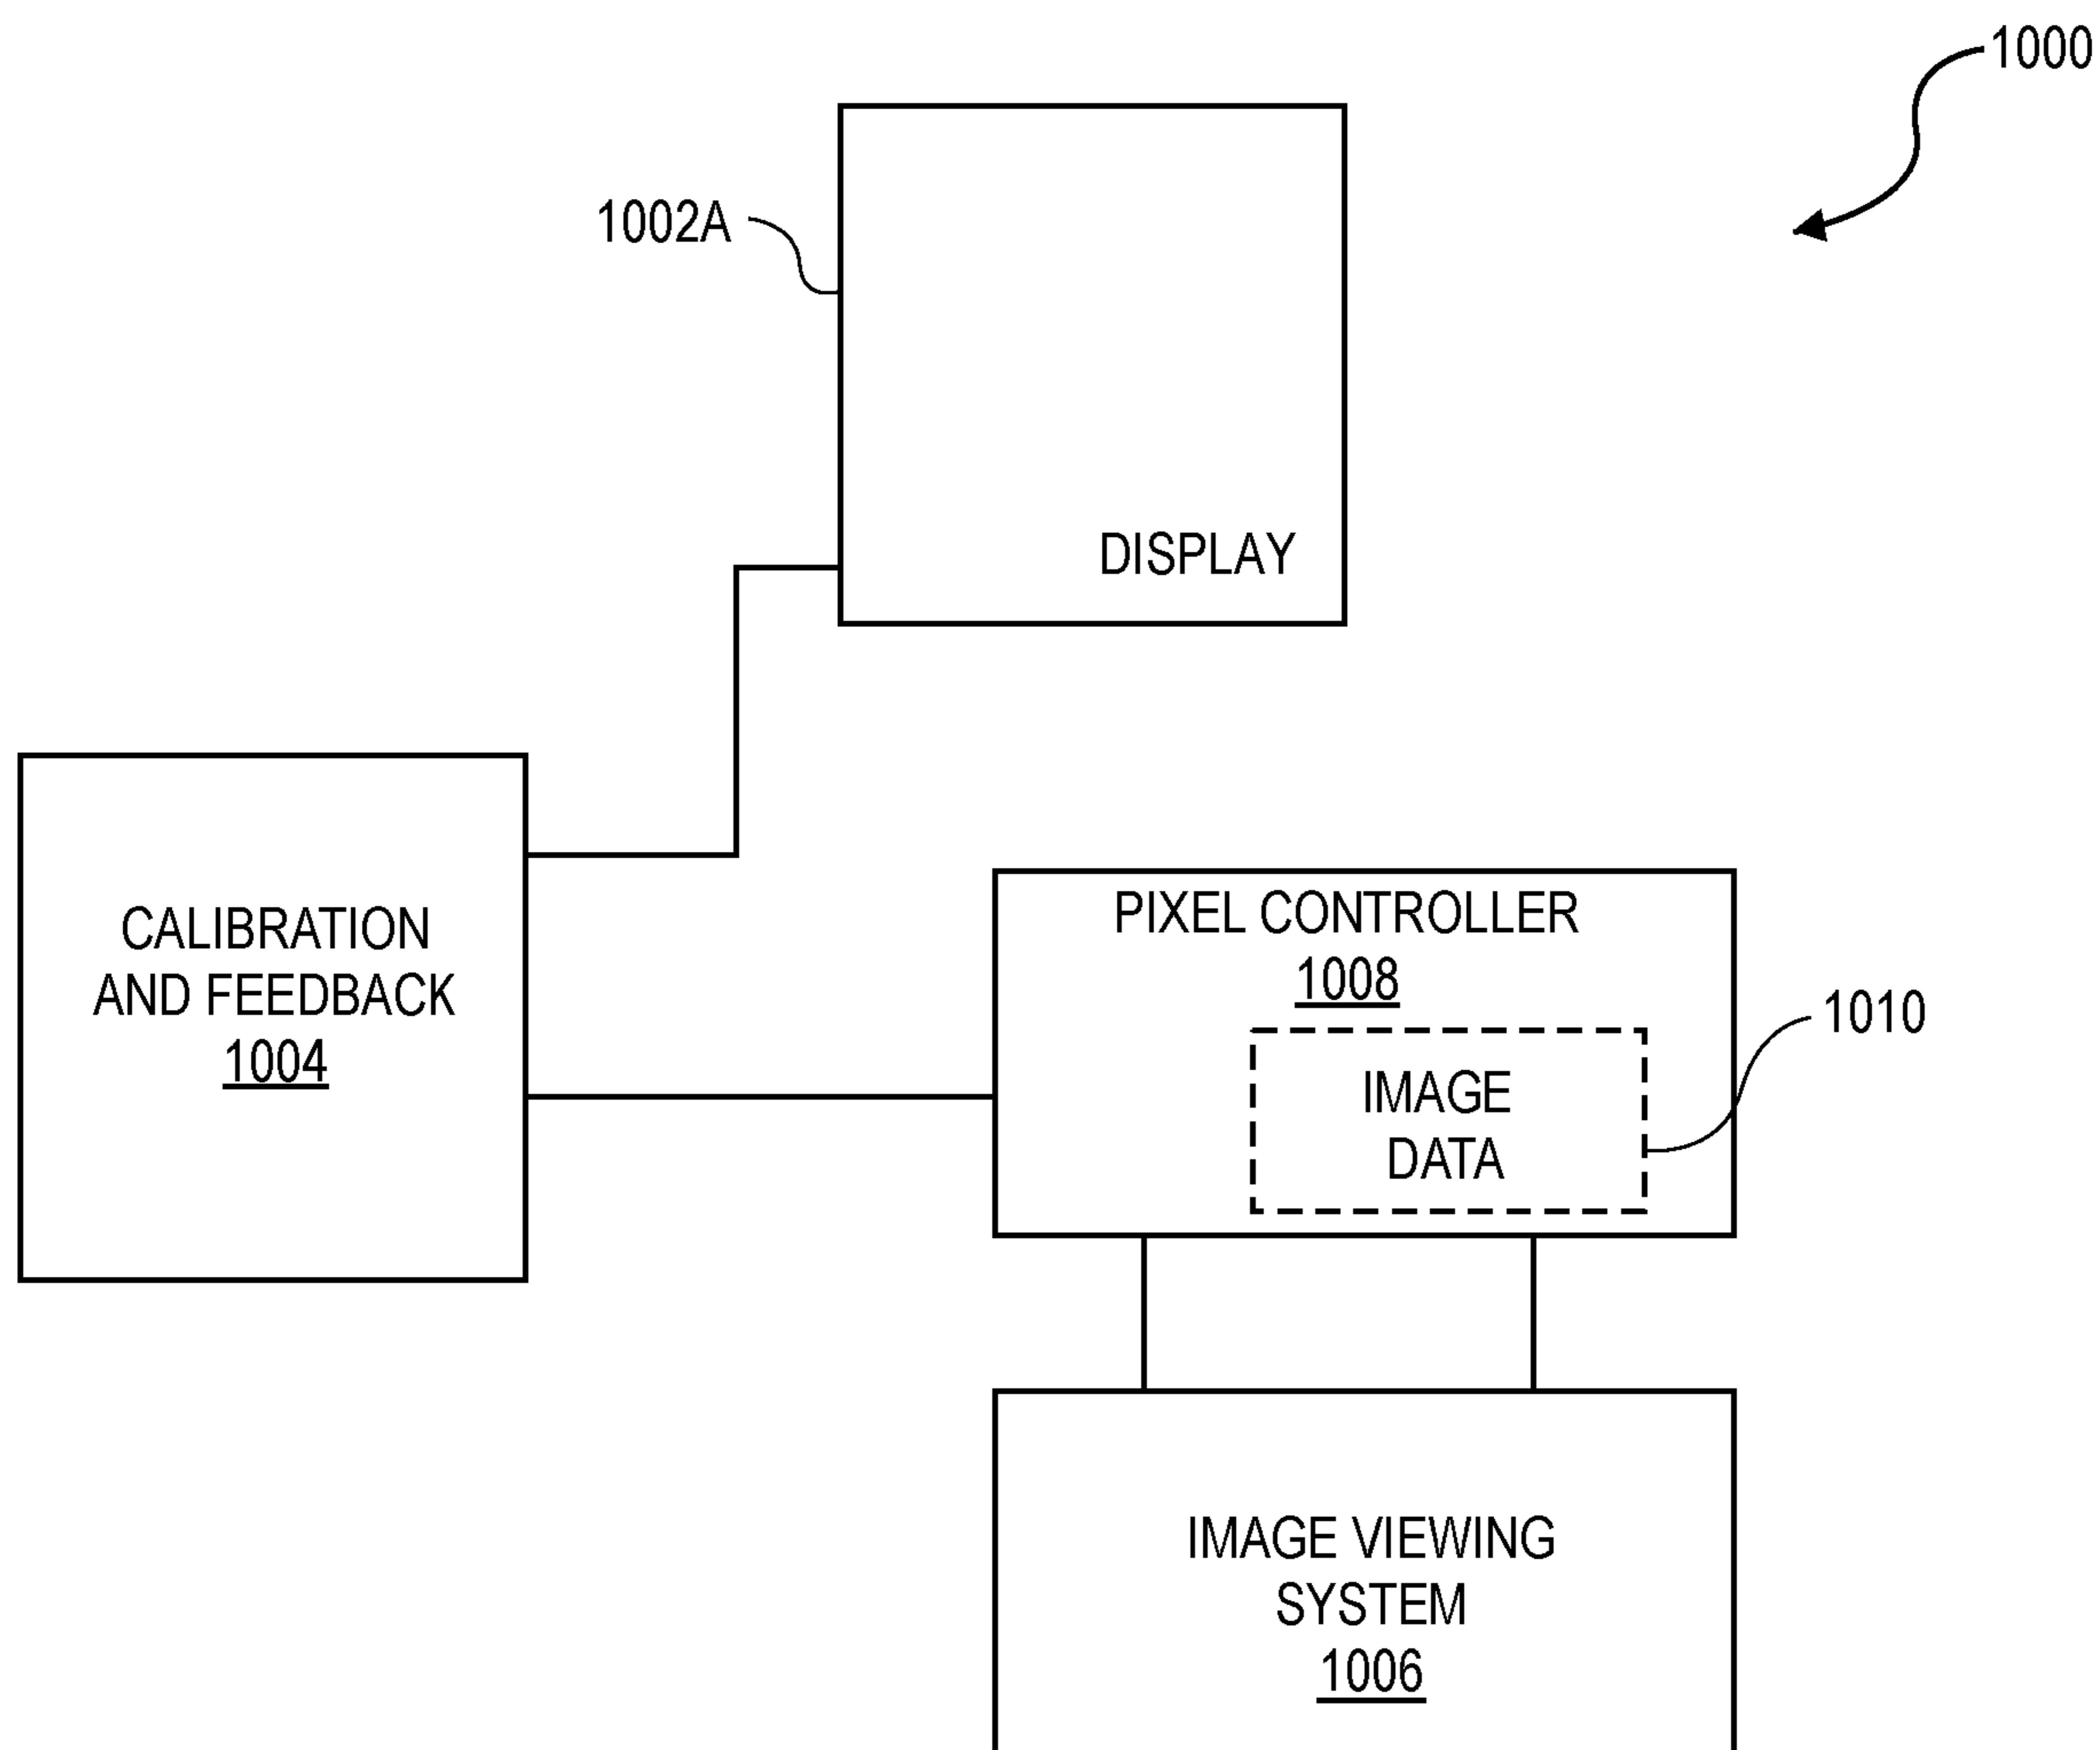 1000
1002A
DISPLAY
CALIBRATION
AND FEEDBACK
1004
PIXEL CONTROLLER
1008
1010
IMAGE
DATA
IMAGE VIEWING
SYSTEM
1006